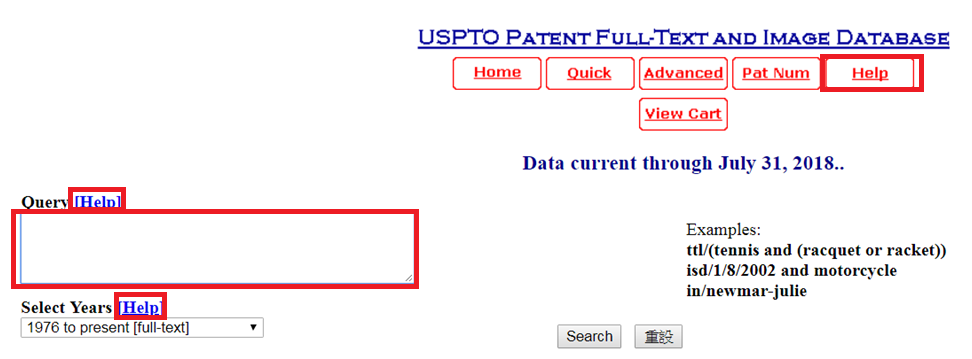 USPTO PATENT FULL-TEXT AND IMAGE DATABASE
Home Quick Advanced Pat Num Help
View Cart
Data current through July 31, 2018..
Query [Help]
Examples:
ttl/(tennis and (racquet or racket))
isd/1/8/2002 and motorcycle
in/newmar-julie
Select Years [Help]
1976 to present [full-text]
Search 重設